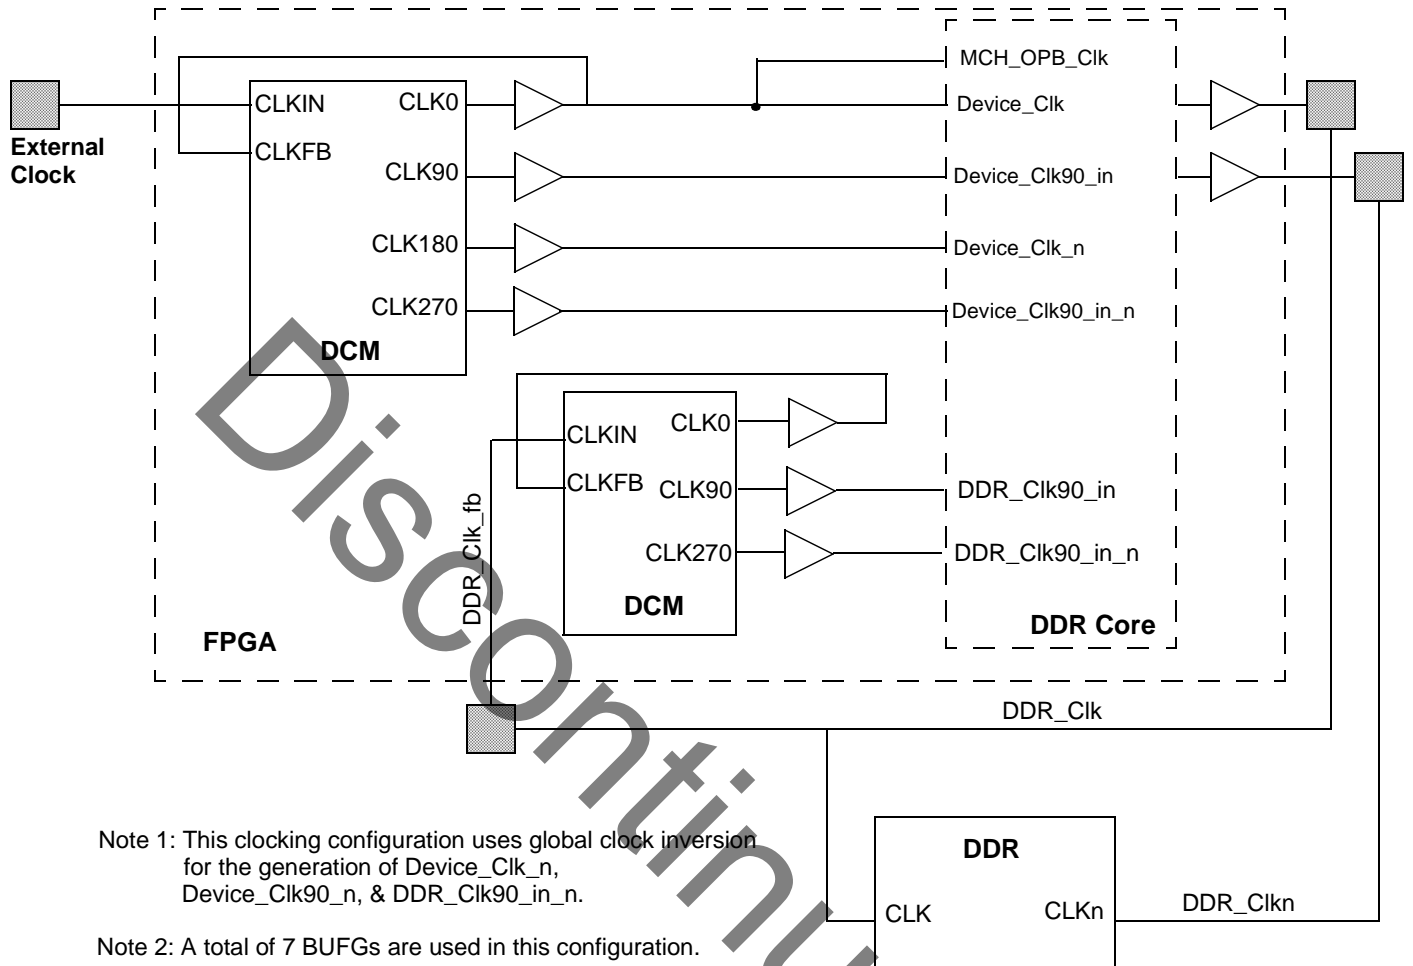 MCH_OPB_Clk
CLKIN
CLK0
Device_Clk
External
Clock
CLKFB
CLK90
Device_Clk90_in
CLK180
Device_Clk_n
CLK270
Device_Clk90_in_n
DCM
CLKIN
CLK0
CLKFB
CLK90
DDR_Clk90_in
DDR_Clk_fb
CLK270
DDR_Clk90_in_n
DCM
DDR Core
FPGA
DDR_Clk
Note 1: This clocking configuration uses global clock inversion
for the generation of Device_Clk_n,
Device_Clk90_n, & DDR_Clk90_in_n.
DDR
CLK
CLKn
DDR_Clkn
Note 2: A total of 7 BUFGs are used in this configuration.
Discontinu